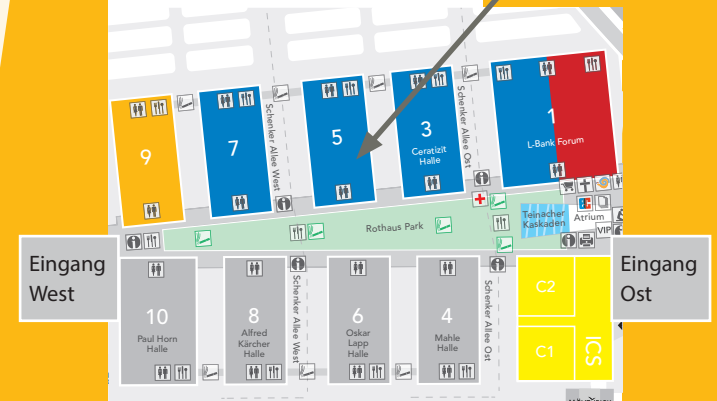 9
7
Schenker Allee West
5
3
Ceratizit
Halle
Schenker Allee Ost
1
L-Bank Forum
Rothaus Park
Teinacher
Kaskaden
Atrium
VIP
Eingang
West
10
Paul Horn
Halle
8
Alfred
Kärcher
Halle
Schenker Allee West
6
Oskar
Lapp
Halle
4
Mahle
Halle
Schenker Allee Ost
C2
C1
ICS
Eingang
Ost